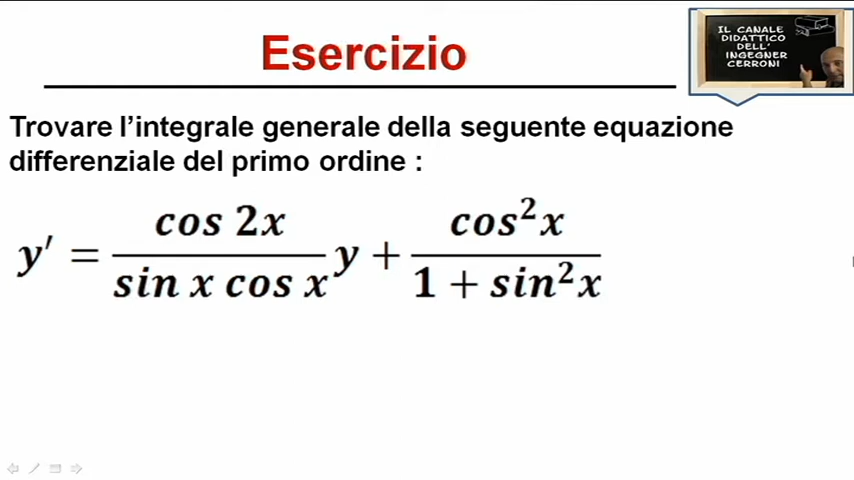 Esercizio
IL CANALE
DIDATTICO
DELL'
INGEGNER
CERRONI
Trovare l'integrale generale della seguente equazione
differenziale del primo ordine :
y′ = cos 2x / (sin x cos x) y + cos²x / (1 + sin²x)